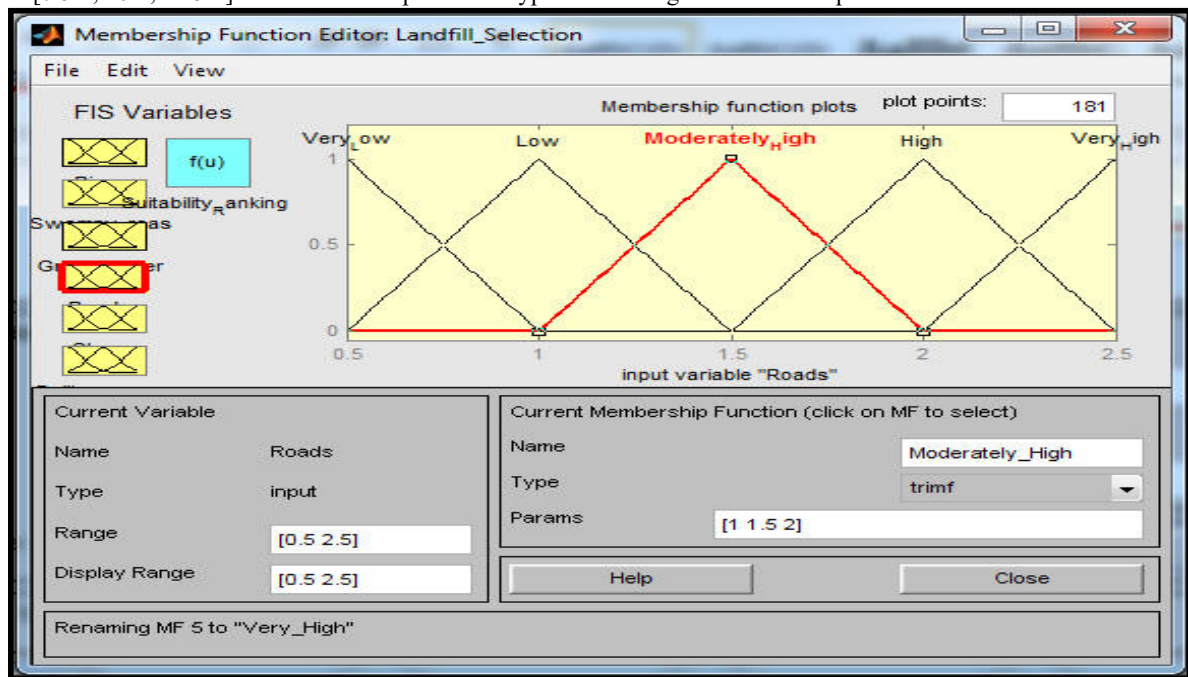 Membership Function Editor: Landfill_Selection
File Edit View
FIS Variables
f(u)
Suitability_Ranking
Membership function plots
plot points: 181
Very_Low Low Moderately_High High Very_High
1
0.5
0
0.5 1 1.5 2 2.5
input variable "Roads"
Current Variable
Name Roads
Type input
Range [0.5 2.5]
Display Range [0.5 2.5]
Current Membership Function (click on MF to select)
Name Moderately_High
Type trimf
Params [1 1.5 2]
Help Close
Renaming MF 5 to "Very_High"